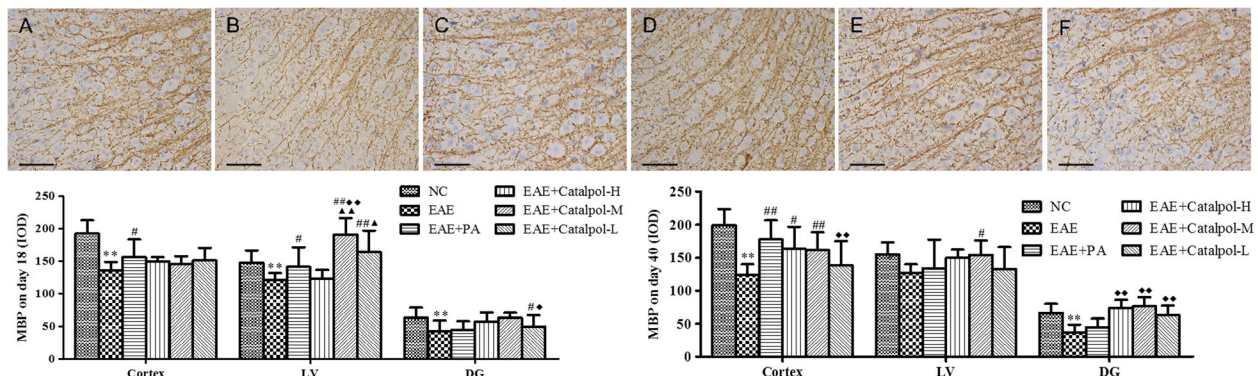 A B C D E F
MBP on day 18 (IOD)
250
200
150
100
50
0
** # ** # ##◆◆
▲▲
##▲
** #◆
NC
EAE
EAE+PA
EAE+Catalpol-H
EAE+Catalpol-M
EAE+Catalpol-L
Cortex LV DG
MBP on day 40 (IOD)
250
200
150
100
50
0
** ## # ## ◆◆
#
** ◆◆ ◆◆ ◆◆
NC
EAE
EAE+PA
EAE+Catalpol-H
EAE+Catalpol-M
EAE+Catalpol-L
Cortex LV DG